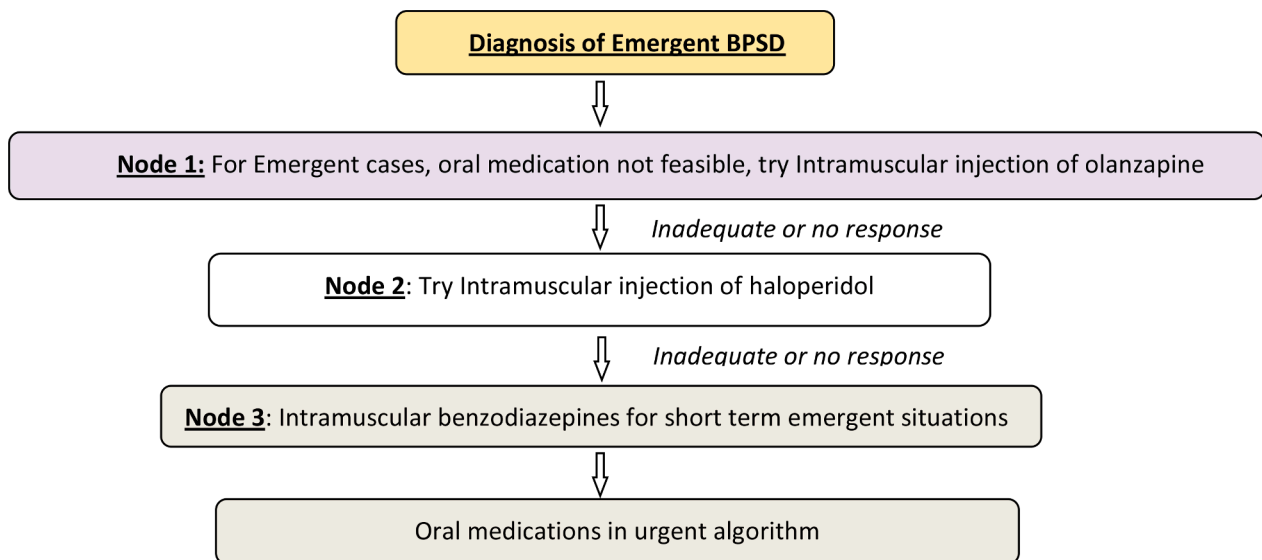 Diagnosis of Emergent BPSD
Node 1: For Emergent cases, oral medication not feasible, try Intramuscular injection of olanzapine
Inadequate or no response
Node 2: Try Intramuscular injection of haloperidol
Inadequate or no response
Node 3: Intramuscular benzodiazepines for short term emergent situations
Oral medications in urgent algorithm